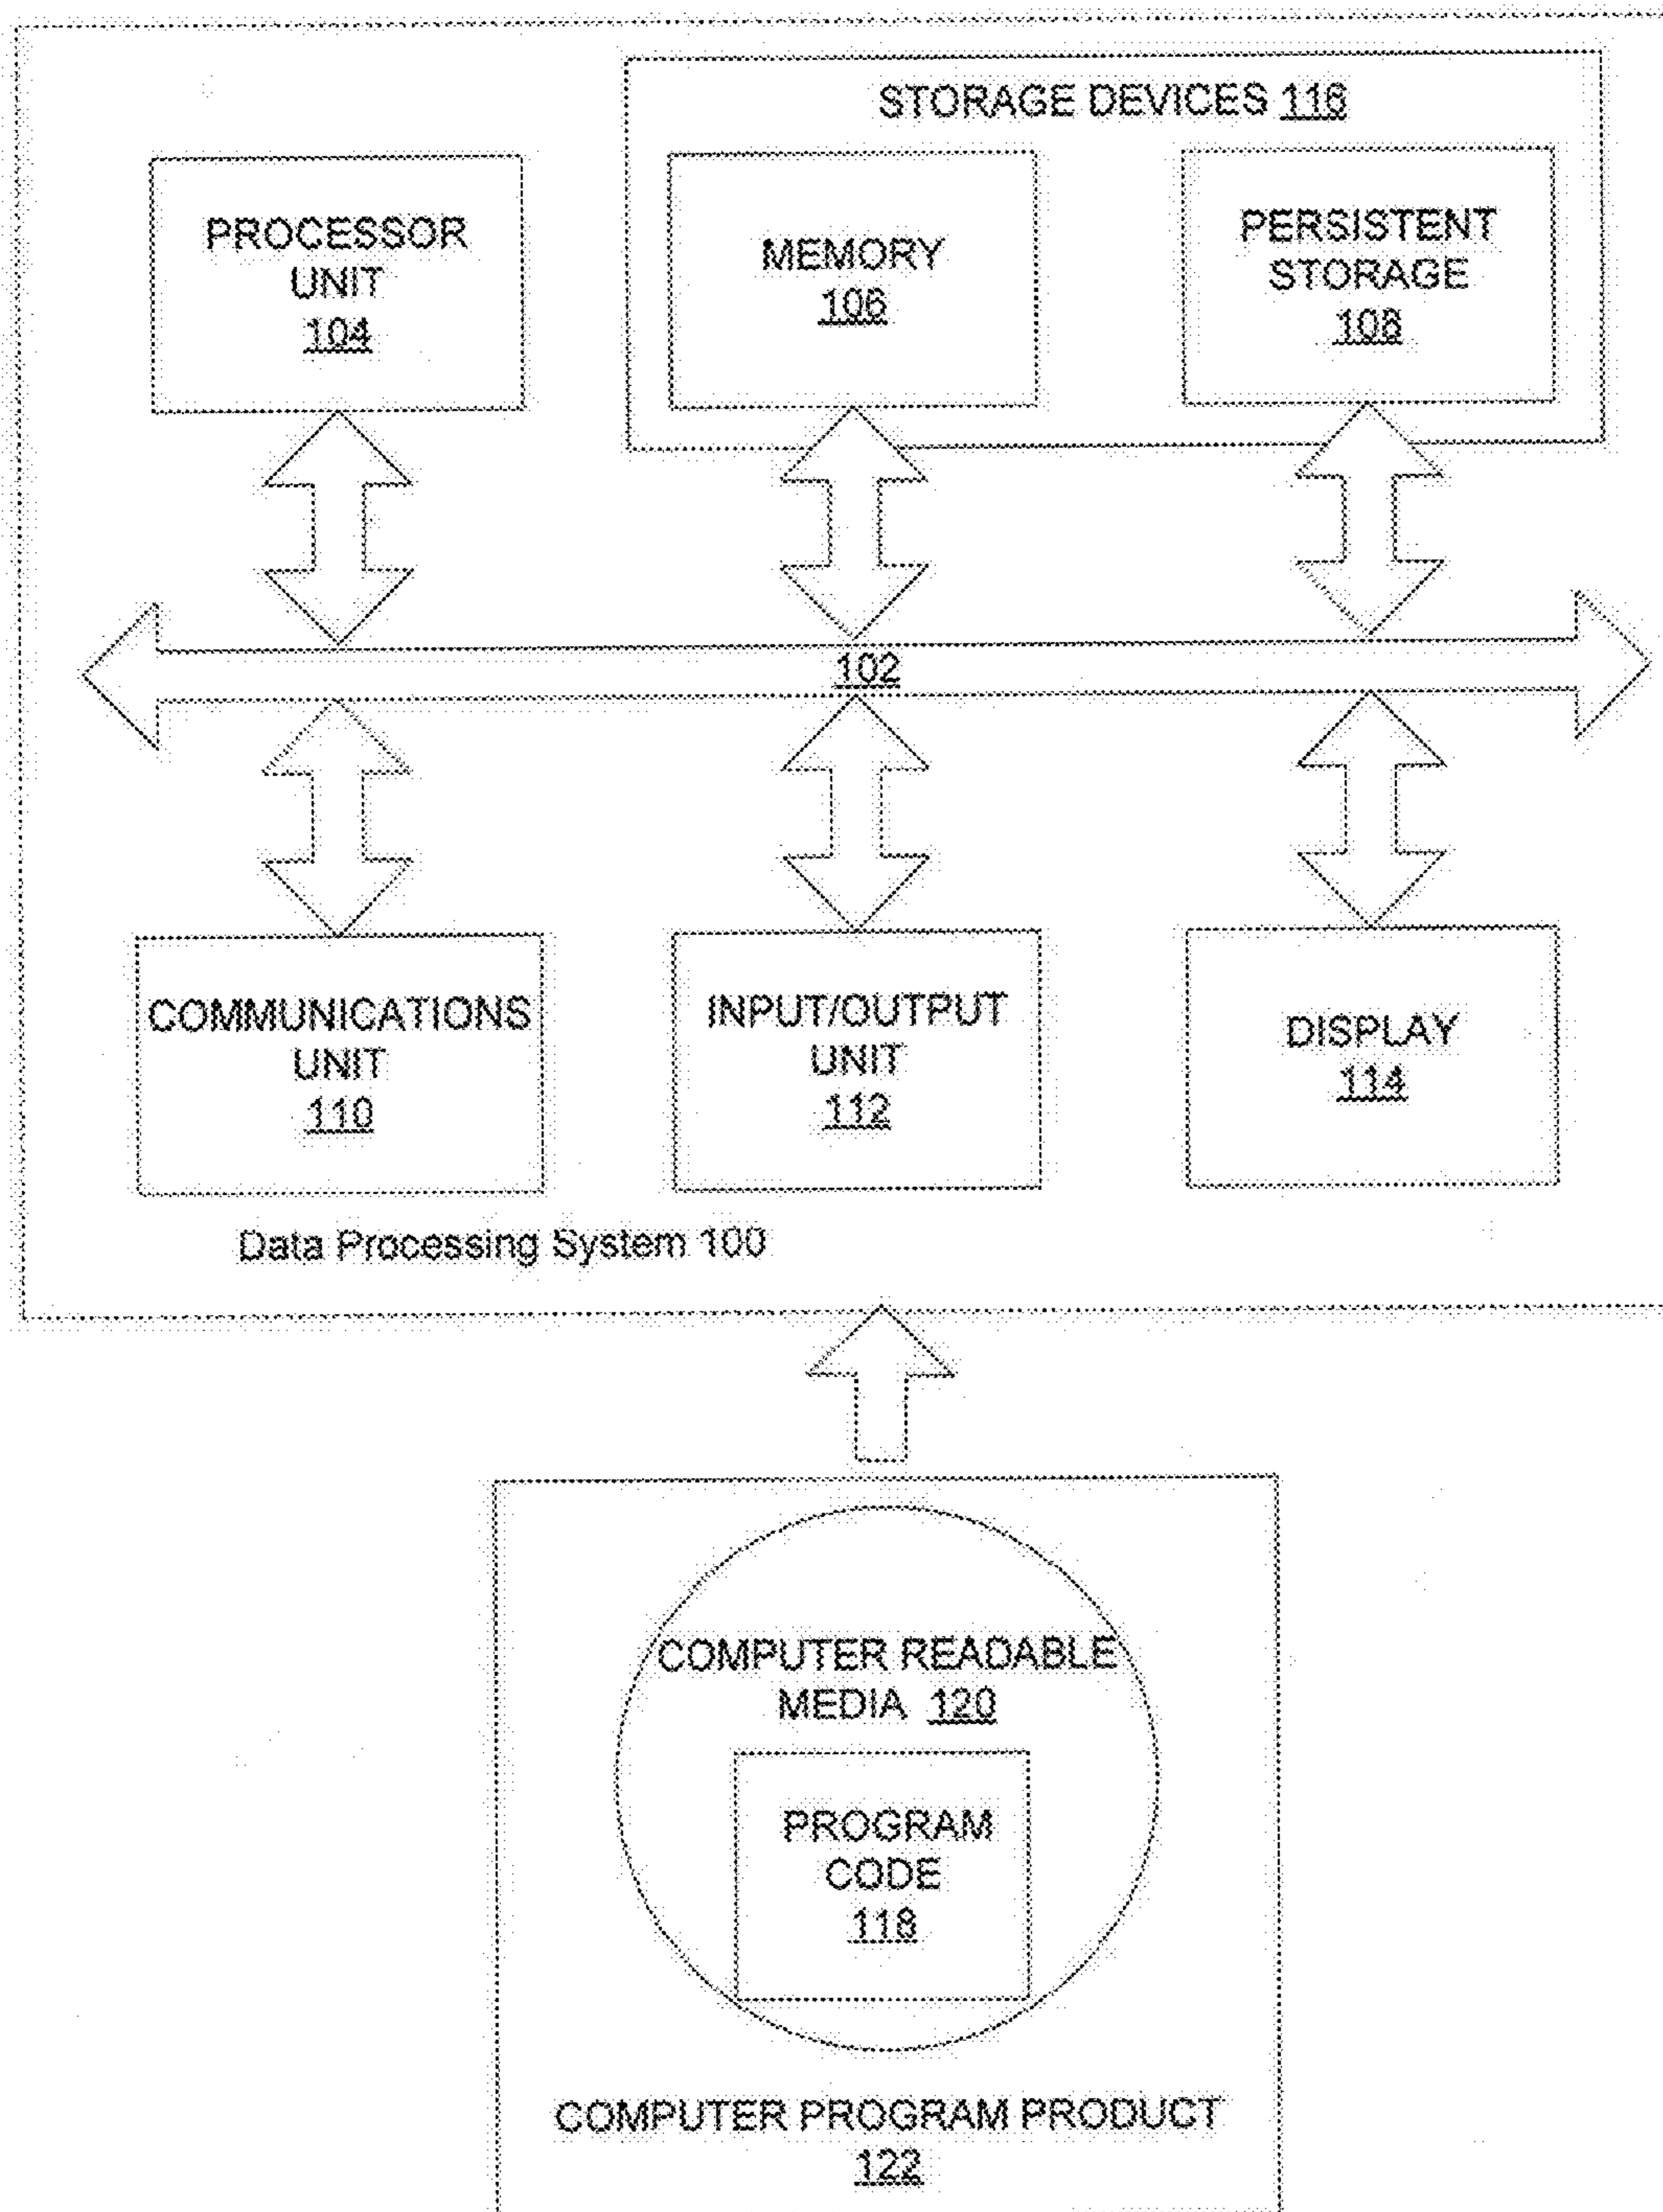 STORAGE DEVICES 116
PROCESSOR
UNIT
104
MEMORY
106
PERSISTENT
STORAGE
108
102
COMMUNICATIONS
UNIT
110
INPUT/OUTPUT
UNIT
112
DISPLAY
114
Data Processing System 100
COMPUTER READABLE
MEDIA 120
PROGRAM
CODE
118
COMPUTER PROGRAM PRODUCT
122